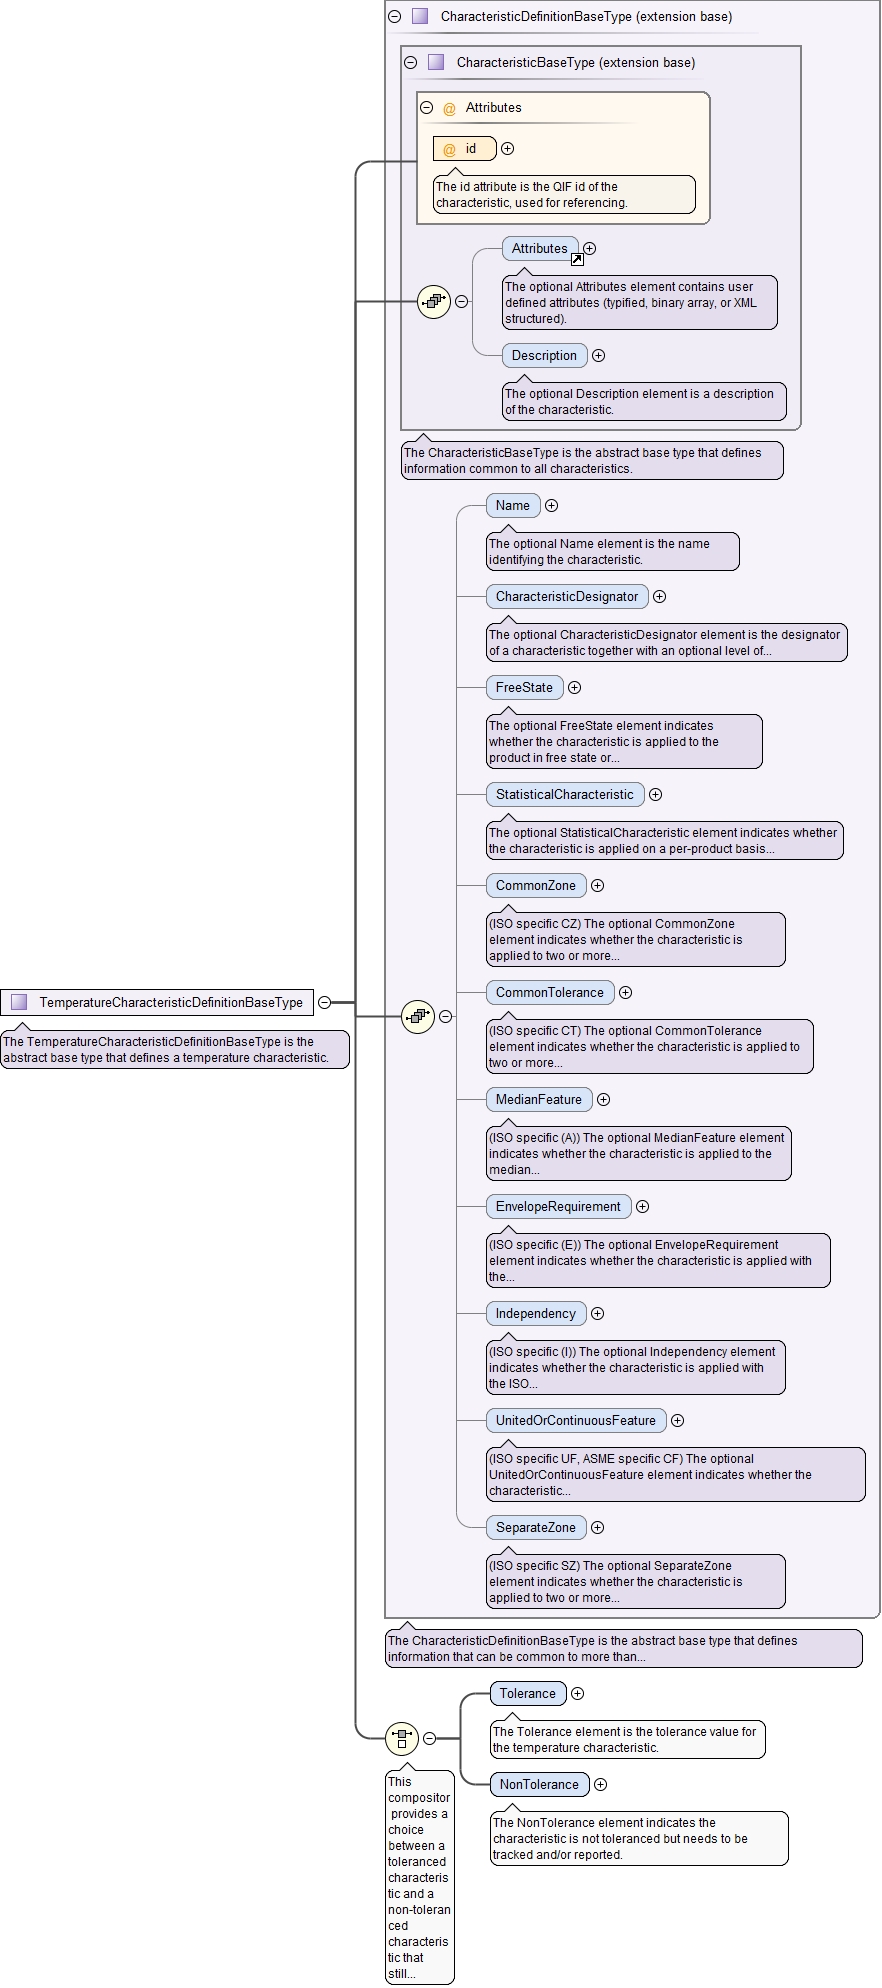 CharacteristicDefinitionBaseType (extension base)
CharacteristicBaseType (extension base)
@ Attributes
@ id
The id attribute is the QIF id of the
characteristic, used for referencing.
Attributes
The optional Attributes element contains user
defined attributes (typified, binary array, or XML
structured).
Description
The optional Description element is a description
of the characteristic.
The CharacteristicBaseType is the abstract base type that defines
information common to all characteristics.
Name
The optional Name element is the name
identifying the characteristic.
CharacteristicDesignator
The optional CharacteristicDesignator element is the designator
of a characteristic together with an optional level of...
FreeState
The optional FreeState element indicates
whether the characteristic is applied to the
product in free state or...
StatisticalCharacteristic
The optional StatisticalCharacteristic element indicates whether
the characteristic is applied on a per-product basis...
CommonZone
(ISO specific CZ) The optional CommonZone
element indicates whether the characteristic is
applied to two or more...
CommonTolerance
(ISO specific CT) The optional CommonTolerance
element indicates whether the characteristic is applied to
two or more...
MedianFeature
(ISO specific (A)) The optional MedianFeature element
indicates whether the characteristic is applied to the
median...
EnvelopeRequirement
(ISO specific (E)) The optional EnvelopeRequirement
element indicates whether the characteristic is applied with
the...
Independency
(ISO specific (I)) The optional Independency element
indicates whether the characteristic is applied with
the ISO...
UnitedOrContinuousFeature
(ISO specific UF, ASME specific CF) The optional
UnitedOrContinuousFeature element indicates whether the
characteristic...
SeparateZone
(ISO specific SZ) The optional SeparateZone
element indicates whether the characteristic is
applied to two or more...
The CharacteristicDefinitionBaseType is the abstract base type that defines
information that can be common to more than...
TemperatureCharacteristicDefinitionBaseType
The TemperatureCharacteristicDefinitionBaseType is the
abstract base type that defines a temperature characteristic.
Tolerance
The Tolerance element is the tolerance value for
the temperature characteristic.
NonTolerance
The NonTolerance element indicates the
characteristic is not toleranced but needs to be
tracked and/or reported.
This
compositor
provides a
choice
between a
toleranced
characteris
tic and a
non-toleran
ced
characteris
tic that
still...